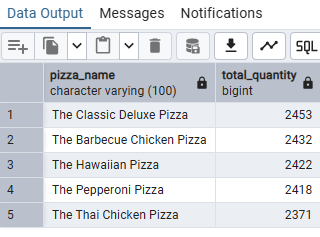 Data Output Messages Notifications
SQL
pizza_name total_quantity
character varying (100) bigint
1 The Classic Deluxe Pizza 2453
2 The Barbecue Chicken Pizza 2432
3 The Hawaiian Pizza 2422
4 The Pepperoni Pizza 2418
5 The Thai Chicken Pizza 2371